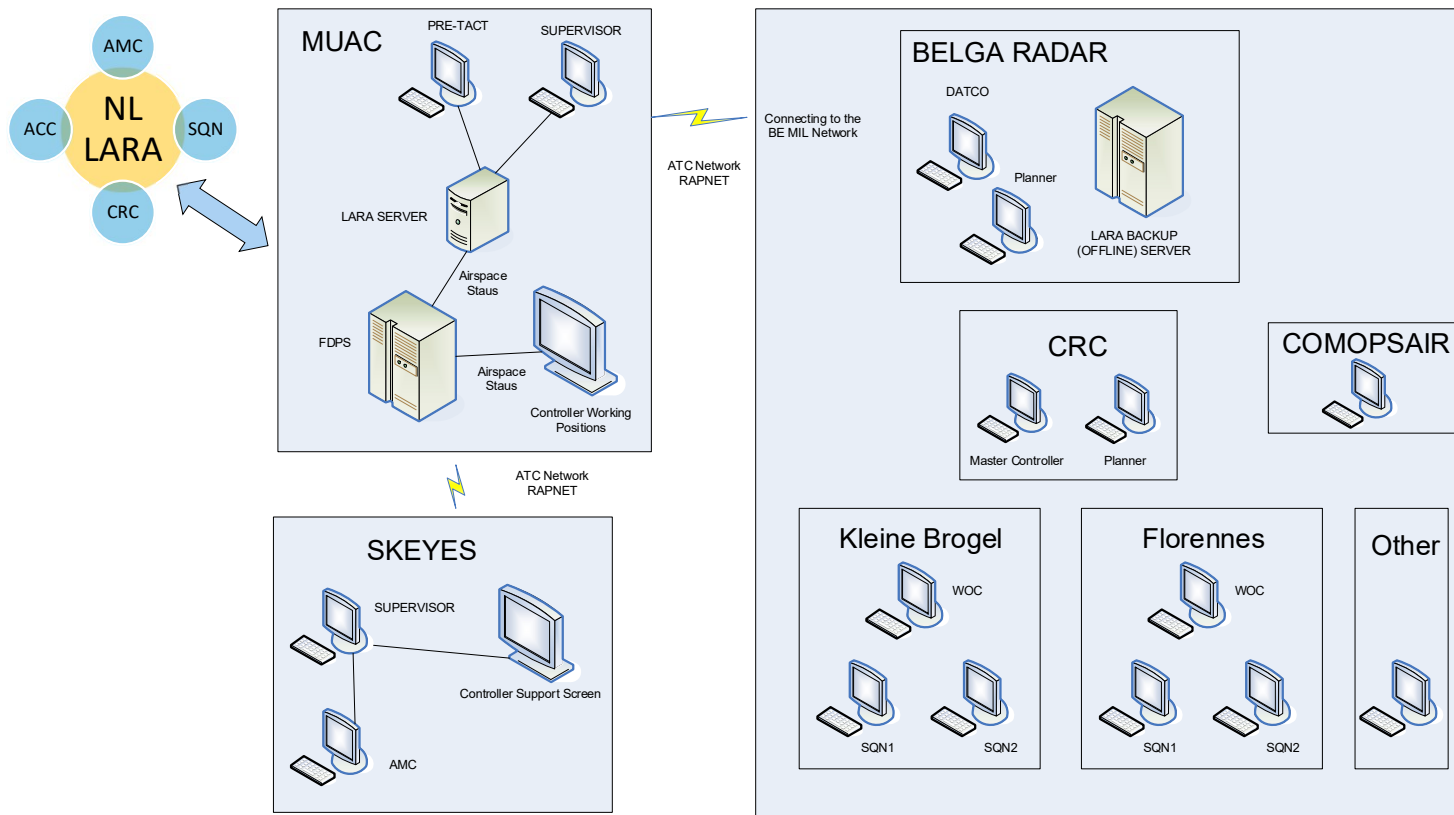 AMC
NL
LARA
ACC
SQN
CRC
MUAC
PRE-TACT
SUPERVISOR
LARA SERVER
Airspace
Staus
FDPS
Airspace
Staus
Controller Working
Positions
ATC Network
RAPNET
ATC Network
RAPNET
SKEYES
SUPERVISOR
Controller Support Screen
AMC
Connecting to the
BE MIL Network
BELGA RADAR
DATCO
Planner
LARA BACKUP
(OFFLINE) SERVER
CRC
Master Controller
Planner
COMOPSAIR
Kleine Brogel
WOC
SQN1
SQN2
Florennes
WOC
SQN1
SQN2
Other